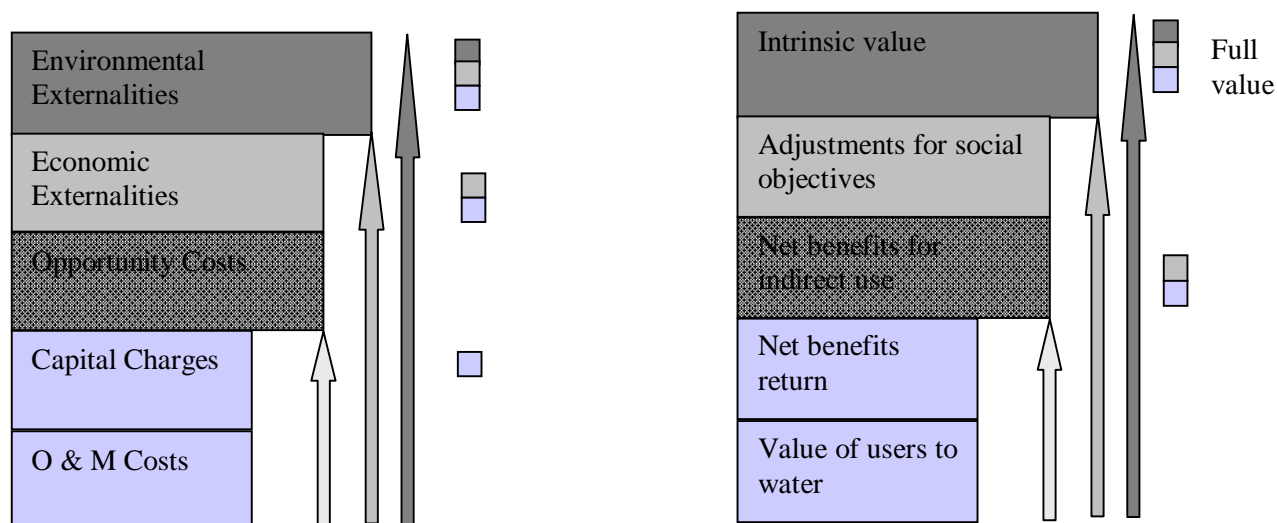 Environmental
Externalities
Economic
Externalities
Opportunity Costs
Capital Charges
O & M Costs
Intrinsic value
Full
value
Adjustments for social
objectives
Net benefits for
indirect use
Net benefits
return
Value of users to
water